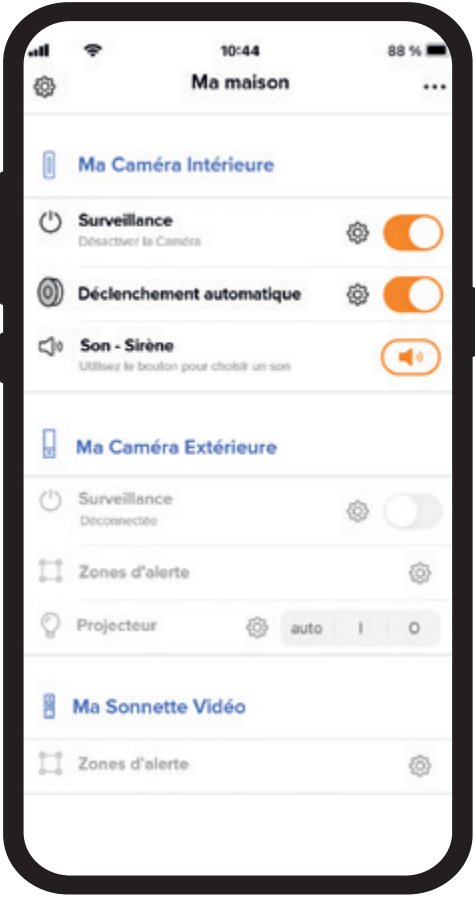 10:44
88 %
Ma maison
Ma Caméra Intérieure
Surveillance
Désactiver la Caméra
Déclenchement automatique
Son - Sirène
Utilisez le bouton pour choisir un son
Ma Caméra Extérieure
Surveillance
Déconnectée
Zones d'alerte
Projecteur
auto I O
Ma Sonnette Vidéo
Zones d'alerte